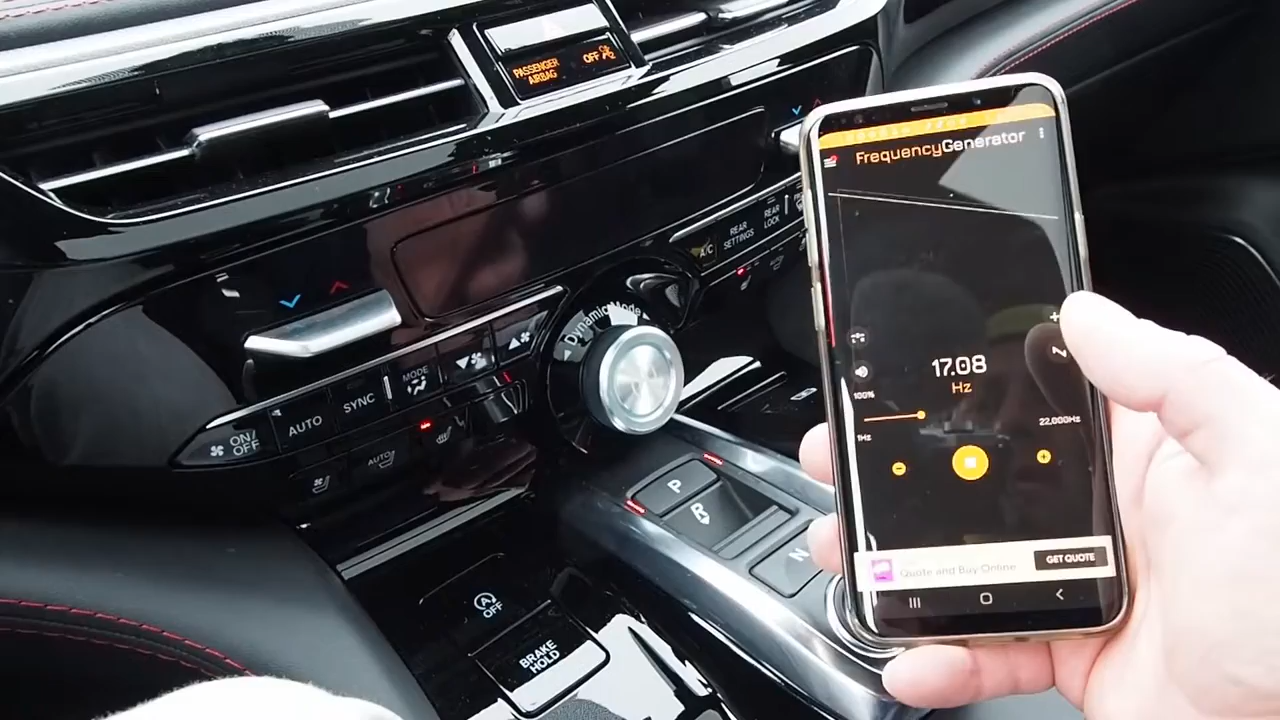 PASSENGER
AIRBAG
OFF
FrequencyGenerator
A/C
REAR
SETTINGS
REAR
LOCK
Dynamic Mode
MODE
SYNC
AUTO
ON/
OFF
AUTO
17.08
Hz
100%
1Hz
22,000Hz
P
R
N
Quote and Buy Online
GET QUOTE
OFF
BRAKE
HOLD